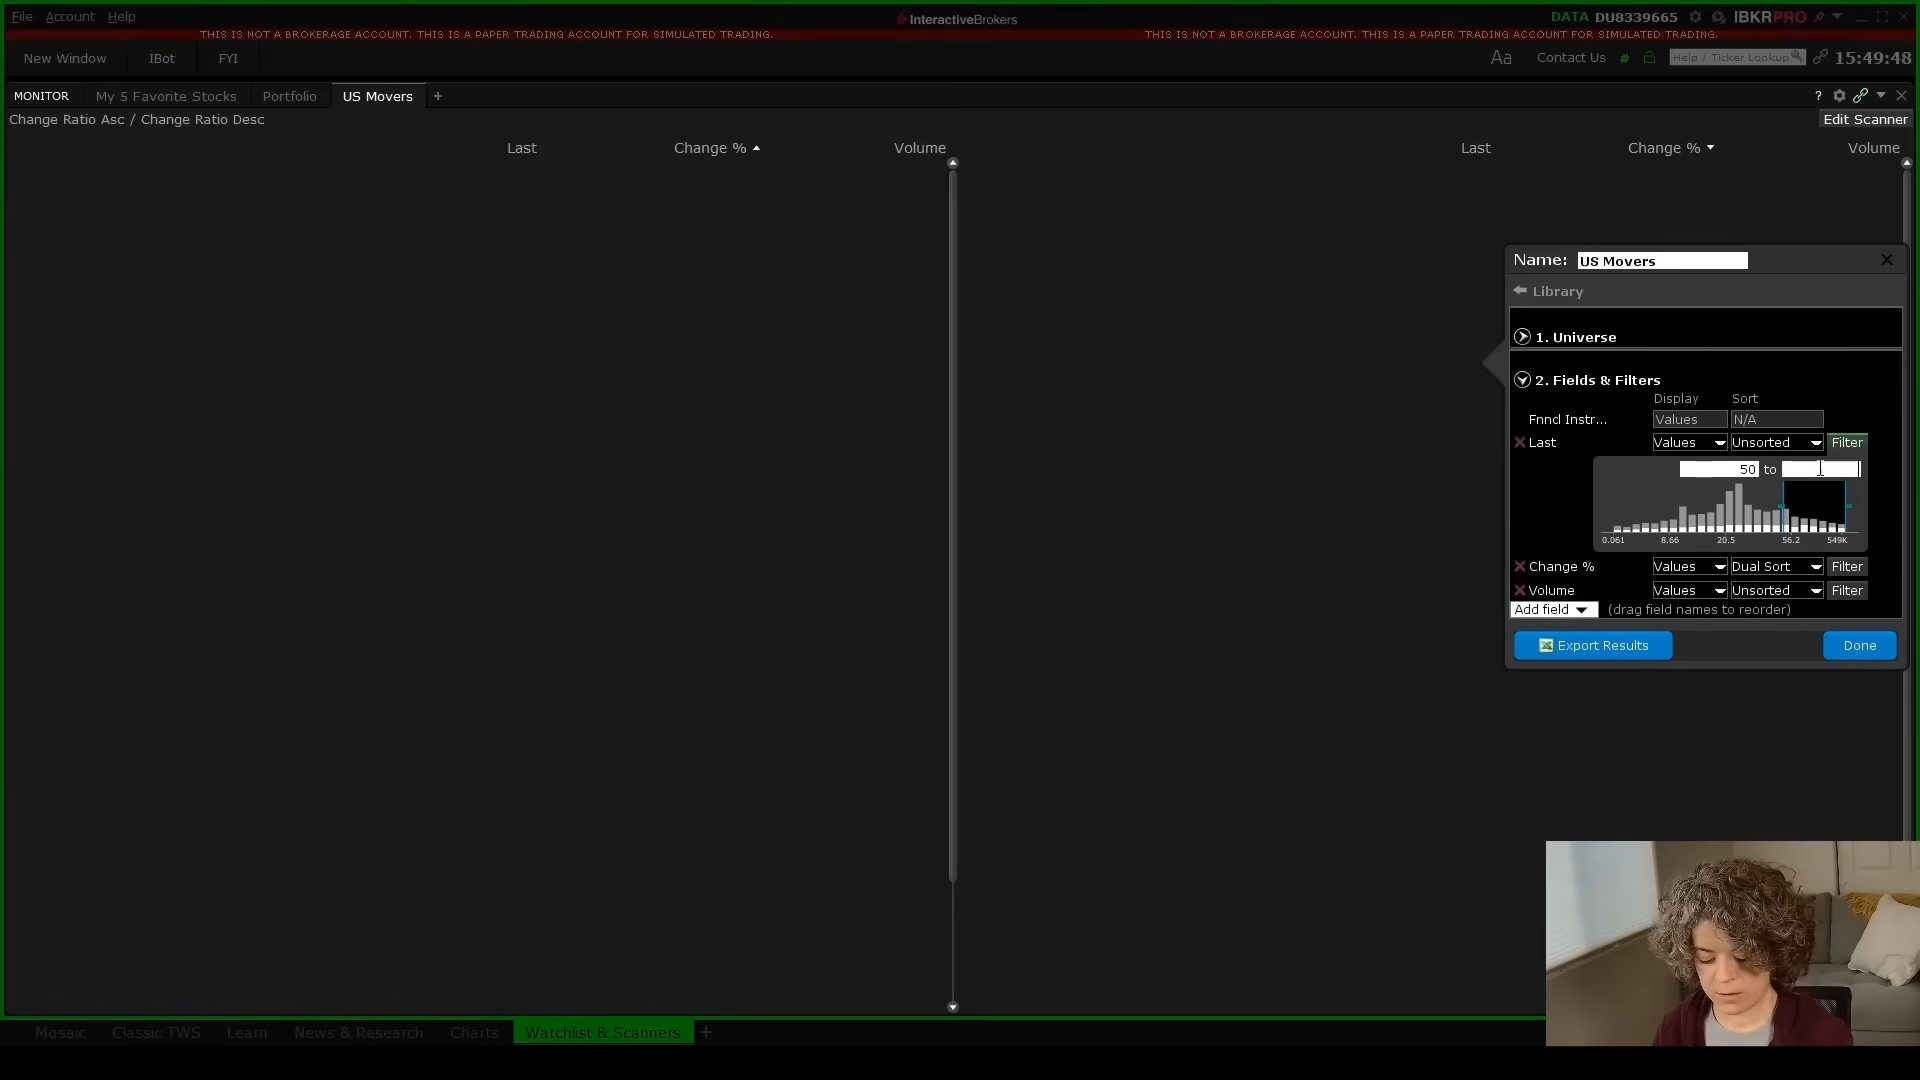 File Account Help
InteractiveBrokers
DATA DU8339665 IBKRPRO
THIS IS NOT A BROKERAGE ACCOUNT. THIS IS A PAPER TRADING ACCOUNT FOR SIMULATED TRADING.
THIS IS NOT A BROKERAGE ACCOUNT. THIS IS A PAPER TRADING ACCOUNT FOR SIMULATED TRADING.
New Window IBot FYI
Aa Contact Us # Help / Ticker Lookup 15:49:48
MONITOR My 5 Favorite Stocks Portfolio US Movers +
?
Change Ratio Asc / Change Ratio Desc
Edit Scanner
Last Change % Volume
Last Change % Volume
Name: US Movers
Library
1. Universe
2. Fields & Filters
Display Sort
Fnncl Instr... Values N/A
Last Values Unsorted Filter
50 to
0.061 8.66 20.5 56.2 549K
Change % Values Dual Sort Filter
Volume Values Unsorted Filter
Add field (drag field names to reorder)
Export Results Done
Mosaic Classic TWS Learn News & Research Charts Watchlist & Scanners +